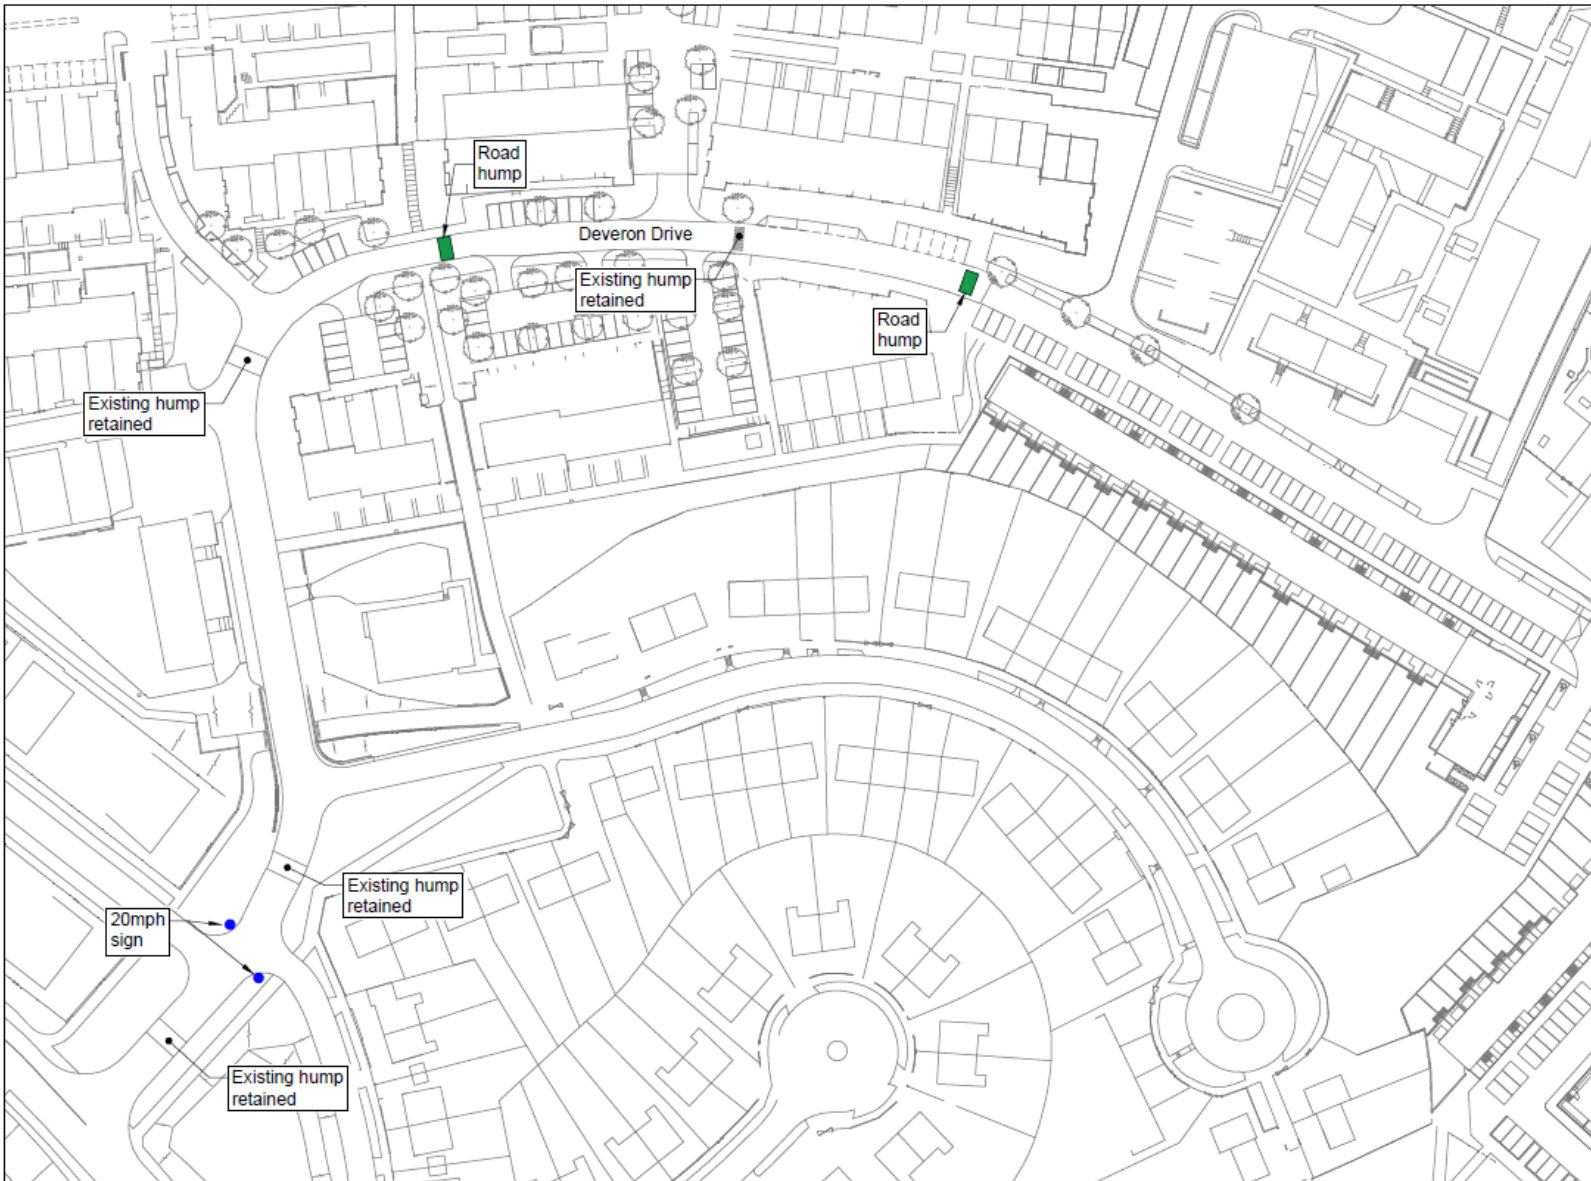 Road
hump
Deveron Drive
Existing hump
retained
Road
hump
Existing hump
retained
Existing hump
retained
20mph
sign
Existing hump
retained